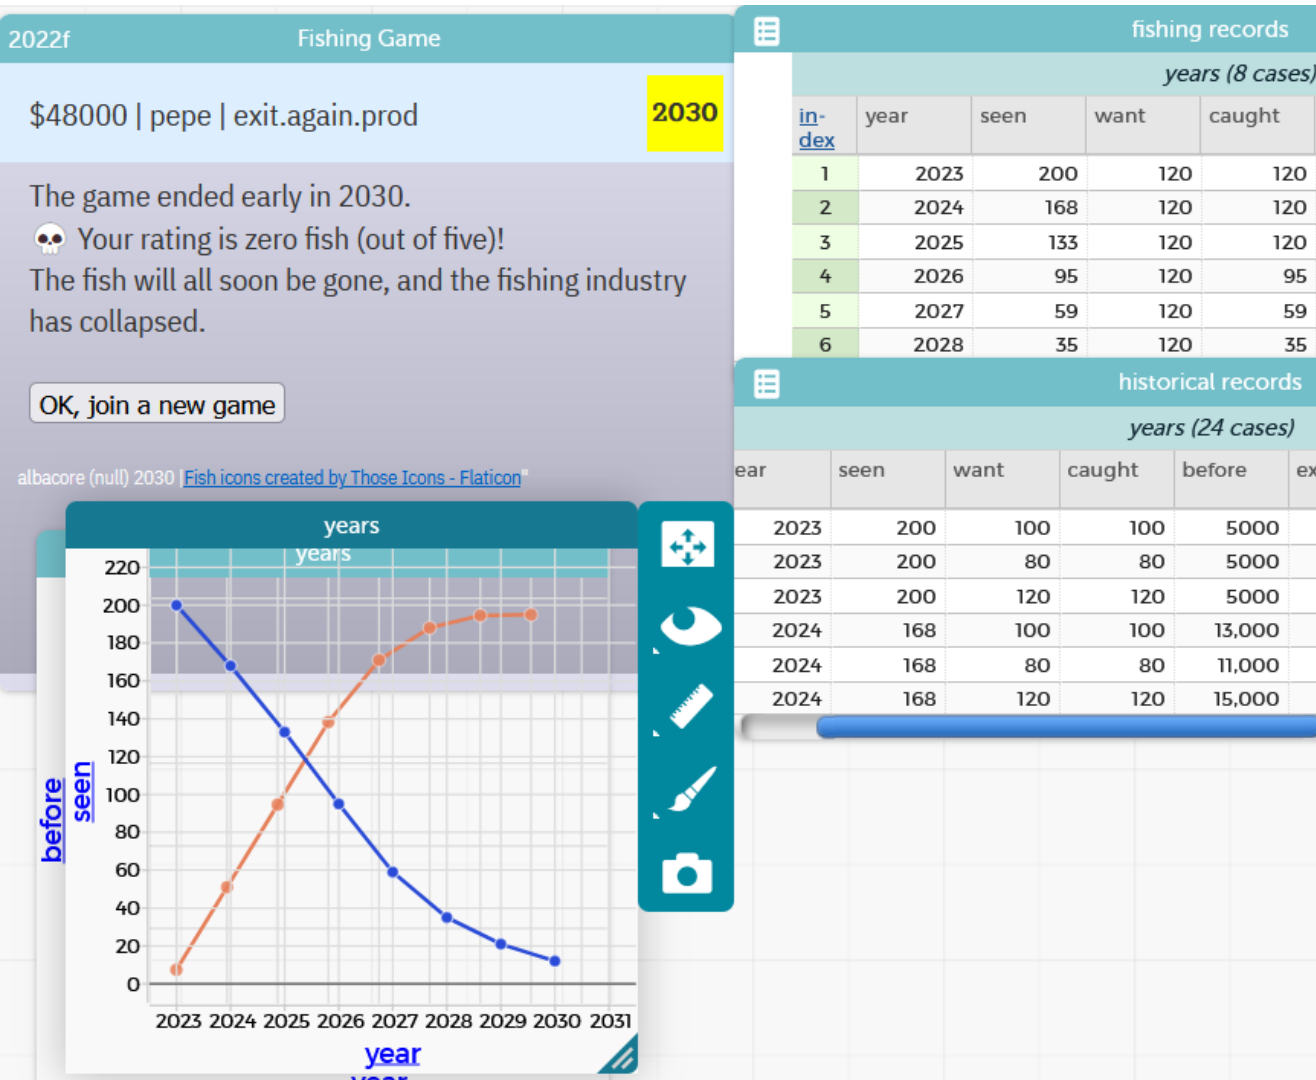 2022f Fishing Game
$48000 | pepe | exit.again.prod 2030
The game ended early in 2030.
Your rating is zero fish (out of five)!
The fish will all soon be gone, and the fishing industry
has collapsed.
OK, join a new game
albacore (null) 2030 |Fish icons created by Those Icons - Flaticon"
fishing records
years (8 cases)
in-
dex year seen want caught
1 2023 200 120 120
2 2024 168 120 120
3 2025 133 120 120
4 2026 95 120 95
5 2027 59 120 59
6 2028 35 120 35
historical records
years (24 cases)
ear seen want caught before ex
2023 200 100 100 5000
2023 200 80 80 5000
2023 200 120 120 5000
2024 168 100 100 13,000
2024 168 80 80 11,000
2024 168 120 120 15,000
years
years
220
200
180
160
140
120
100
80
60
40
20
0
before
seen
2023 2024 2025 2026 2027 2028 2029 2030 2031
year
year